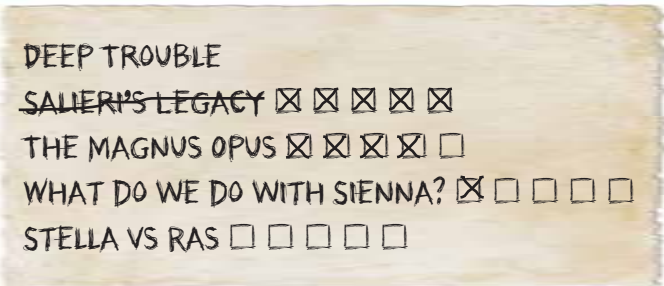 DEEP TROUBLE
SALIERI'S LEGACY ☒ ☒ ☒ ☒ ☒
THE MAGNUS OPUS ☒ ☒ ☒ ☒ ☐
WHAT DO WE DO WITH SIENNA? ☒ ☐ ☐ ☐ ☐
STELLA VS RAS ☐ ☐ ☐ ☐ ☐